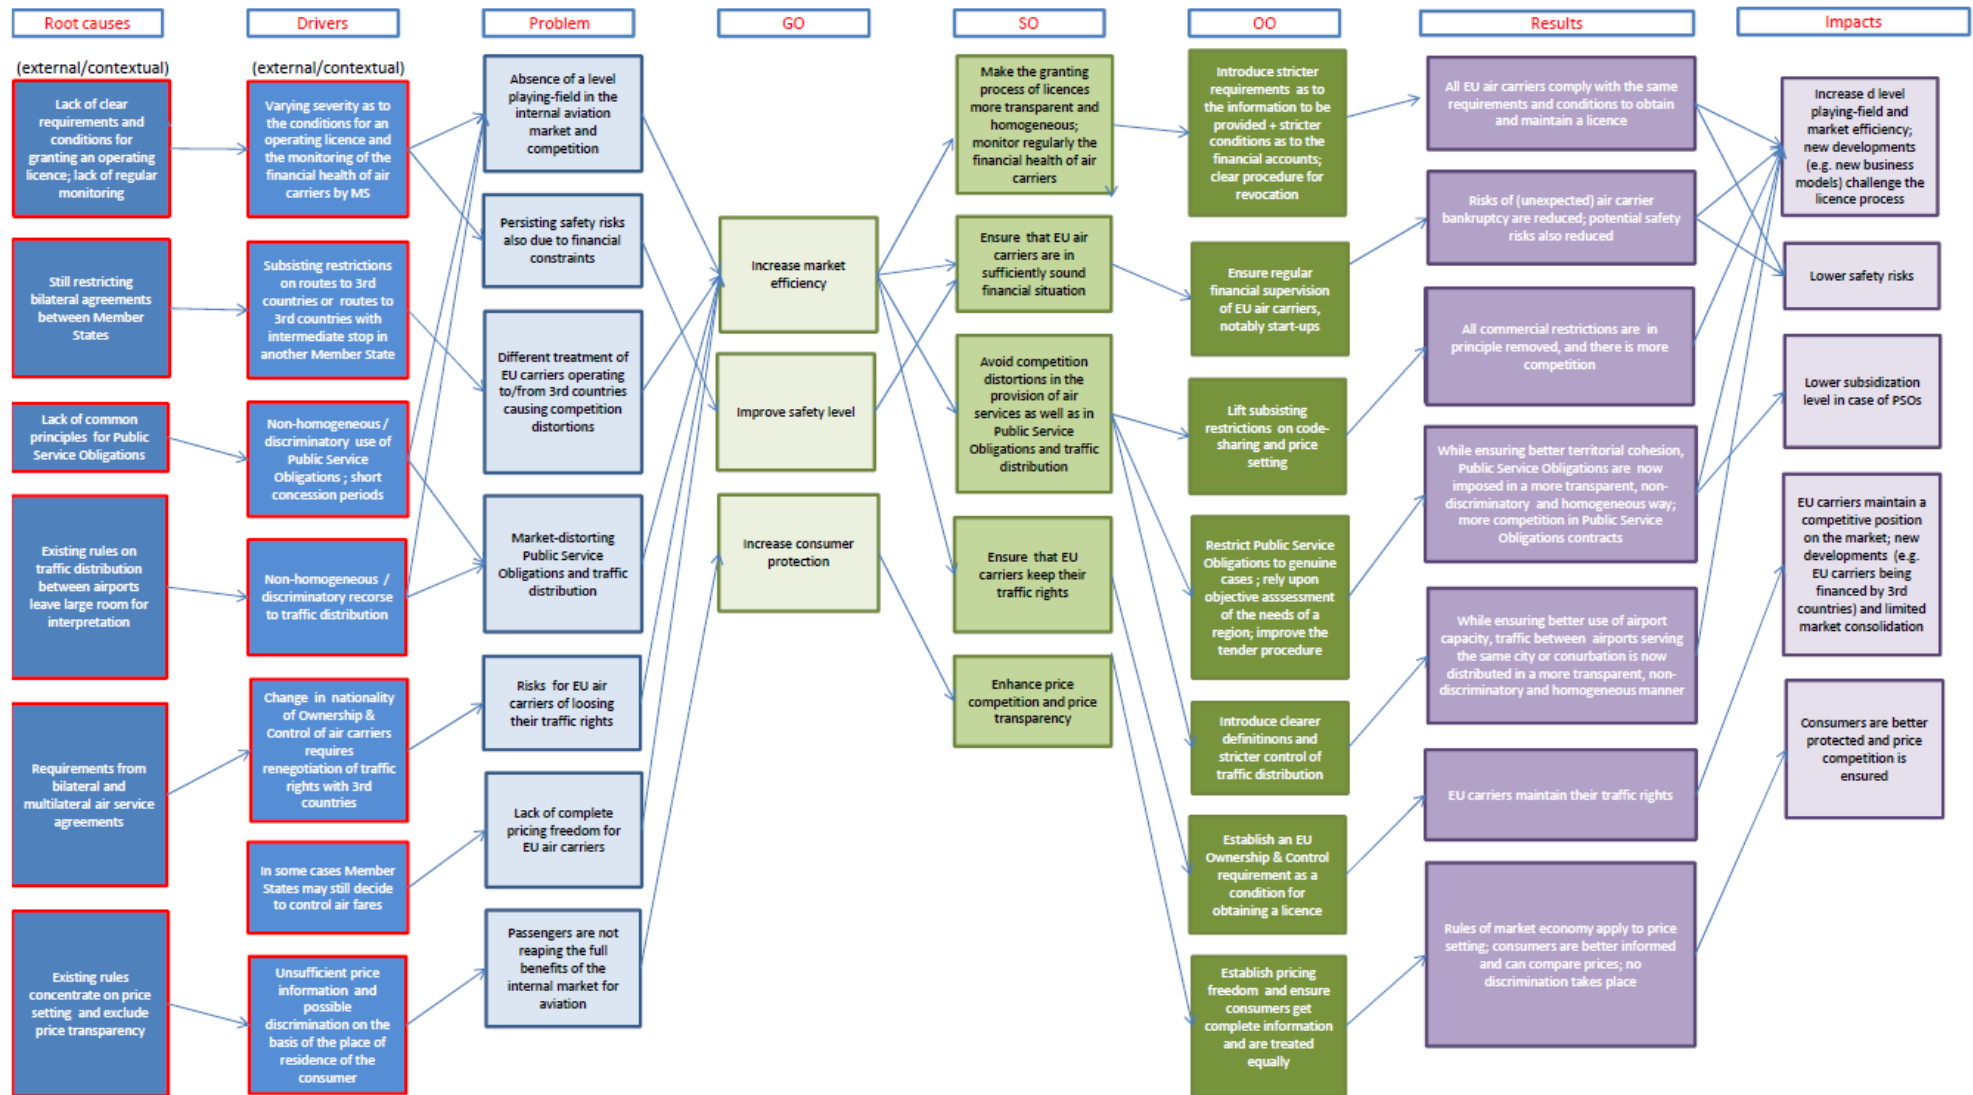 Root causes
Drivers
Problem
GO
SO
OO
Results
Impacts
(external/contextual)
Lack of clear
requirements and
conditions for
granting an operating
licence; lack of regular
monitoring
Still restricting
bilateral agreements
between Member
States
Lack of common
principles for Public
Service Obligations
Existing rules on
traffic distribution
between airports
leave large room for
interpretation
Requirements from
bilateral and
multilateral air service
agreements
Existing rules
concentrate on price
setting and exclude
price transparency
(external/contextual)
Varying severity as to
the conditions for an
operating licence and
the monitoring of the
financial health of air
carriers by MS
Subsisting restrictions
on routes to 3rd
countries or routes to
3rd countries with
intermediate stop in
another Member State
Non-homogeneous /
discriminatory use of
Public Service
Obligations ; short
concession periods
Non-homogeneous /
discriminatory recorse
to traffic distribution
Change in nationality
of Ownership &
Control of air carriers
requires
renegotiation of traffic
rights with 3rd
countries
In some cases Member
States may still decide
to control air fares
Unsufficient price
information and
possible
discrimination on the
basis of the place of
residence of the
consumer
Absence of a level
playing-field in the
internal aviation
market and
competition
Persisting safety risks
also due to financial
constraints
Different treatment of
EU carriers operating
to/from 3rd countries
causing competition
distortions
Market-distorting
Public Service
Obligations and traffic
distribution
Risks for EU air
carriers of loosing
their traffic rights
Lack of complete
pricing freedom for
EU air carriers
Passengers are not
reaping the full
benefits of the
internal market for
aviation
Increase market
efficiency
Improve safety level
Increase consumer
protection
Make the granting
process of licences
more transparent and
homogeneous;
monitor regularly the
financial health of air
carriers
Ensure that EU air
carriers are in
sufficiently sound
financial situation
Avoid competition
distortions in the
provision of air
services as well as in
Public Service
Obligations and traffic
distribution
Ensure that EU
carriers keep their
traffic rights
Enhance price
competition and price
transparency
Introduce stricter
requirements as to
the information to be
provided + stricter
conditions as to the
financial accounts;
clear procedure for
revocation
Ensure regular
financial supervision
of EU air carriers,
notably start-ups
Lift subsisting
restrictions on code-
sharing and price
setting
Restrict Public Service
Obligations to genuine
cases ; rely upon
objective asssessment
of the needs of a
region; improve the
tender procedure
Introduce clearer
definitinons and
stricter control of
traffic distribution
Establish an EU
Ownership & Control
requirement as a
condition for
obtaining a licence
Establish pricing
freedom and ensure
consumers get
complete information
and are treated
equally
All EU air carriers comply with the same
requirements and conditions to obtain
and maintain a licence
Risks of (unexpected) air carrier
bankruptcy are reduced; potential safety
risks also reduced
All commercial restrictions are in
principle removed, and there is more
competition
While ensuring better territorial cohesion,
Public Service Obligations are now
imposed in a more transparent, non-
discriminatory and homogeneous way;
more competition in Public Service
Obligations contracts
While ensuring better use of airport
capacity, traffic between airports serving
the same city or conurbation is now
distributed in a more transparent, non-
discriminatory and homogeneous manner
EU carriers maintain their traffic rights
Rules of market economy apply to price
setting; consumers are better informed
and can compare prices; no
discrimination takes place
Increase d level
playing-field and
market efficiency;
new developments
(e.g. new business
models) challenge the
licence process
Lower safety risks
Lower subsidization
level in case of PSOs
EU carriers maintain a
competitive position
on the market; new
developments (e.g.
EU carriers being
financed by 3rd
countries) and limited
market consolidation
Consumers are better
protected and price
competition is
ensured